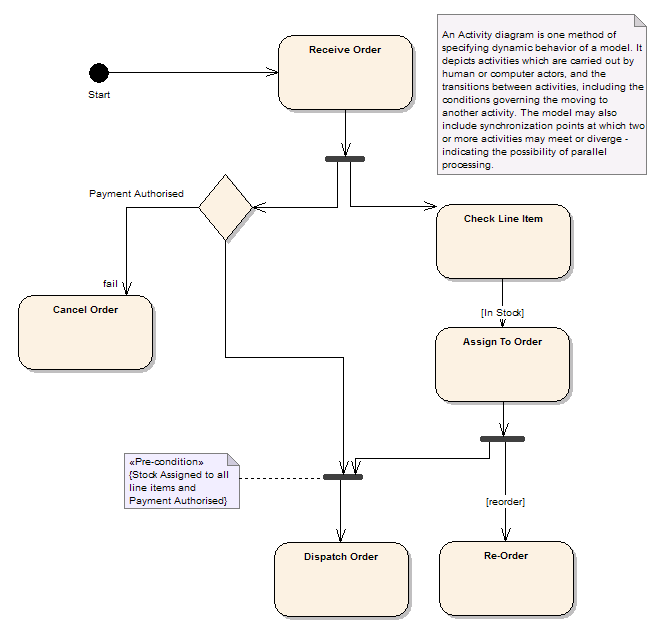 Receive Order
An Activity diagram is one method of
specifying dynamic behavior of a model. It
depicts activities which are carried out by
human or computer actors, and the
transitions between activities, including the
conditions governing the moving to
another activity. The model may also
include synchronization points at which two
or more activities may meet or diverge -
indicating the possibility of parallel
processing.
Start
Payment Authorised
Check Line Item
fail
Cancel Order
[In Stock]
Assign To Order
«Pre-condition»
{Stock Assigned to all
line items and
Payment Authorised}
[reorder]
Dispatch Order
Re-Order